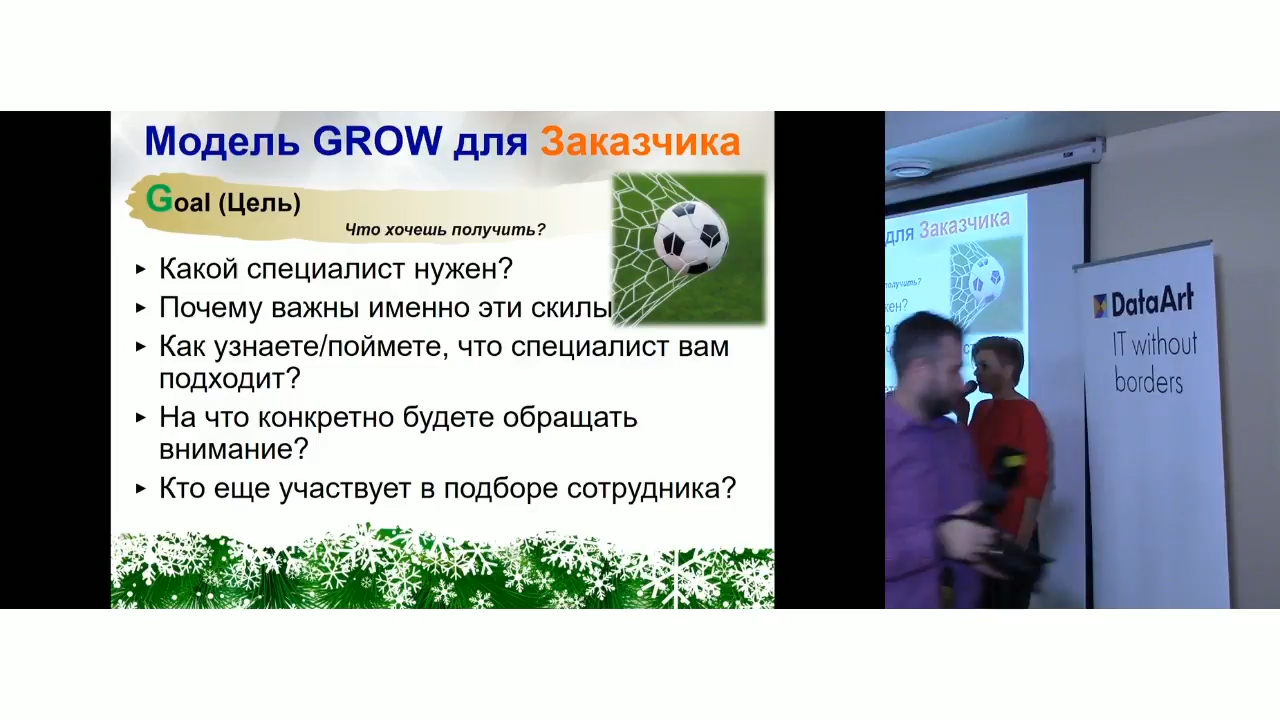 Модель GROW для Заказчика
Goal (Цель)
Что хочешь получить?
‣ Какой специалист нужен?
‣ Почему важны именно эти скилы
‣ Как узнаете/поймете, что специалист вам
подходит?
‣ На что конкретно будете обращать
внимание?
‣ Кто еще участвует в подборе сотрудника?
для Заказчика
получить?
жен?
DataArt
IT without
borders